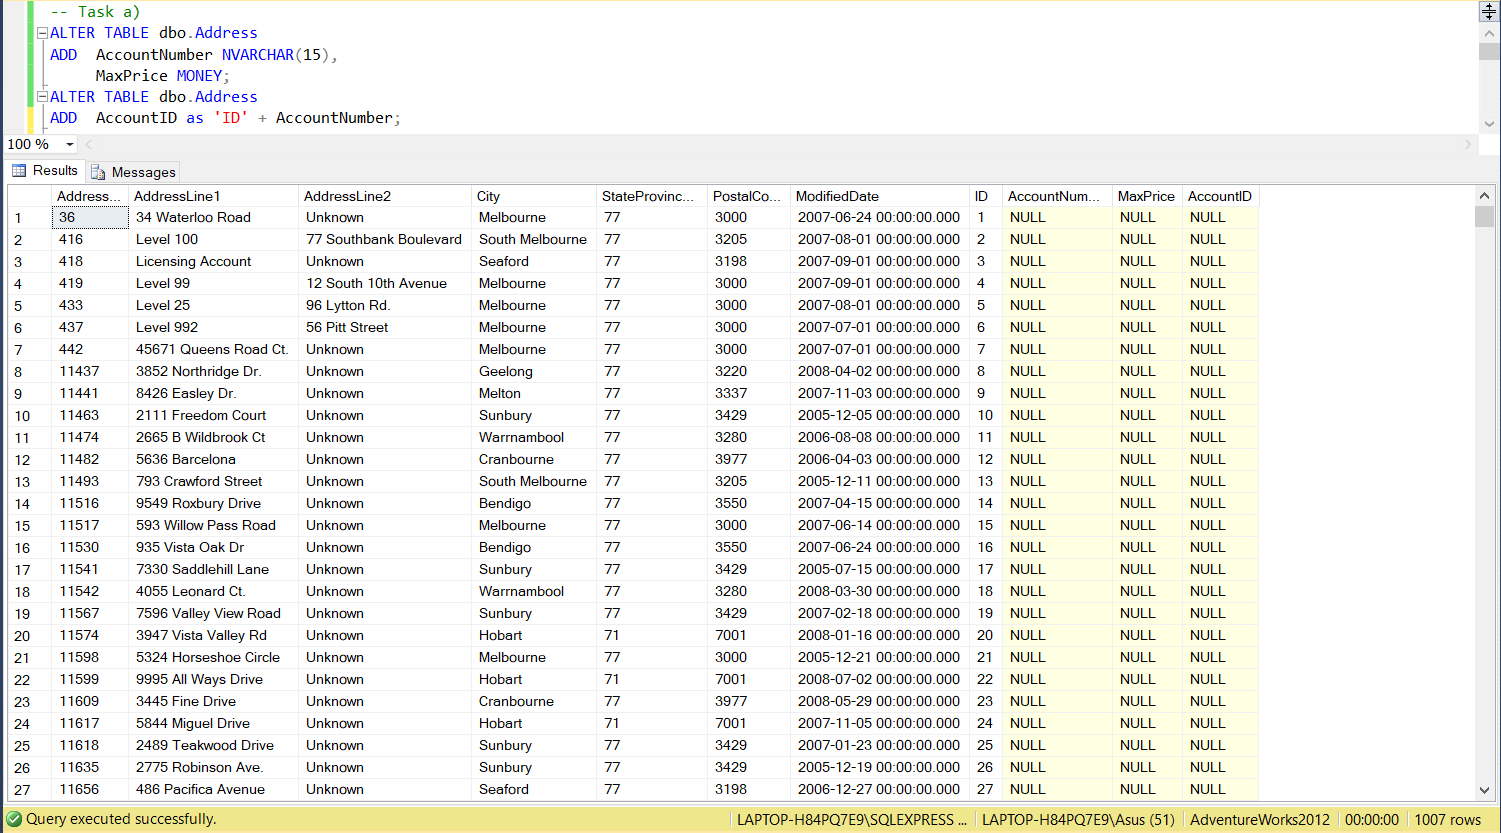 -- Task a)
ALTER TABLE dbo.Address
ADD  AccountNumber NVARCHAR(15),
     MaxPrice MONEY;
ALTER TABLE dbo.Address
ADD  AccountID as 'ID' + AccountNumber;
100 %
Results Messages
Address... AddressLine1 AddressLine2 City StateProvinc... PostalCo... ModifiedDate ID AccountNum... MaxPrice AccountID
1 36 34 Waterloo Road Unknown Melbourne 77 3000 2007-06-24 00:00:00.000 1 NULL NULL NULL
2 416 Level 100 77 Southbank Boulevard South Melbourne 77 3205 2007-08-01 00:00:00.000 2 NULL NULL NULL
3 418 Licensing Account Unknown Seaford 77 3198 2007-09-01 00:00:00.000 3 NULL NULL NULL
4 419 Level 99 12 South 10th Avenue Melbourne 77 3000 2007-09-01 00:00:00.000 4 NULL NULL NULL
5 433 Level 25 96 Lytton Rd. Melbourne 77 3000 2007-08-01 00:00:00.000 5 NULL NULL NULL
6 437 Level 992 56 Pitt Street Melbourne 77 3000 2007-07-01 00:00:00.000 6 NULL NULL NULL
7 442 45671 Queens Road Ct. Unknown Melbourne 77 3000 2007-07-01 00:00:00.000 7 NULL NULL NULL
8 11437 3852 Northridge Dr. Unknown Geelong 77 3220 2008-04-02 00:00:00.000 8 NULL NULL NULL
9 11441 8426 Easley Dr. Unknown Melton 77 3337 2007-11-03 00:00:00.000 9 NULL NULL NULL
10 11463 2111 Freedom Court Unknown Sunbury 77 3429 2005-12-05 00:00:00.000 10 NULL NULL NULL
11 11474 2665 B Wildbrook Ct Unknown Warrnambool 77 3280 2006-08-08 00:00:00.000 11 NULL NULL NULL
12 11482 5636 Barcelona Unknown Cranbourne 77 3977 2006-04-03 00:00:00.000 12 NULL NULL NULL
13 11493 793 Crawford Street Unknown South Melbourne 77 3205 2005-12-11 00:00:00.000 13 NULL NULL NULL
14 11516 9549 Roxbury Drive Unknown Bendigo 77 3550 2007-04-15 00:00:00.000 14 NULL NULL NULL
15 11517 593 Willow Pass Road Unknown Melbourne 77 3000 2007-06-14 00:00:00.000 15 NULL NULL NULL
16 11530 935 Vista Oak Dr Unknown Bendigo 77 3550 2007-06-24 00:00:00.000 16 NULL NULL NULL
17 11541 7330 Saddlehill Lane Unknown Sunbury 77 3429 2005-07-15 00:00:00.000 17 NULL NULL NULL
18 11542 4055 Leonard Ct. Unknown Warrnambool 77 3280 2008-03-30 00:00:00.000 18 NULL NULL NULL
19 11567 7596 Valley View Road Unknown Sunbury 77 3429 2007-02-18 00:00:00.000 19 NULL NULL NULL
20 11574 3947 Vista Valley Rd Unknown Hobart 71 7001 2008-01-16 00:00:00.000 20 NULL NULL NULL
21 11598 5324 Horseshoe Circle Unknown Melbourne 77 3000 2005-12-21 00:00:00.000 21 NULL NULL NULL
22 11599 9995 All Ways Drive Unknown Hobart 71 7001 2008-07-02 00:00:00.000 22 NULL NULL NULL
23 11609 3445 Fine Drive Unknown Cranbourne 77 3977 2008-05-29 00:00:00.000 23 NULL NULL NULL
24 11617 5844 Miguel Drive Unknown Hobart 71 7001 2007-11-05 00:00:00.000 24 NULL NULL NULL
25 11618 2489 Teakwood Drive Unknown Sunbury 77 3429 2007-01-23 00:00:00.000 25 NULL NULL NULL
26 11635 2775 Robinson Ave. Unknown Sunbury 77 3429 2005-12-19 00:00:00.000 26 NULL NULL NULL
27 11656 486 Pacifica Avenue Unknown Seaford 77 3198 2006-12-27 00:00:00.000 27 NULL NULL NULL
Query executed successfully. LAPTOP-H84PQ7E9\SQLEXPRESS ... LAPTOP-H84PQ7E9\Asus (51) AdventureWorks2012 00:00:00 1007 rows